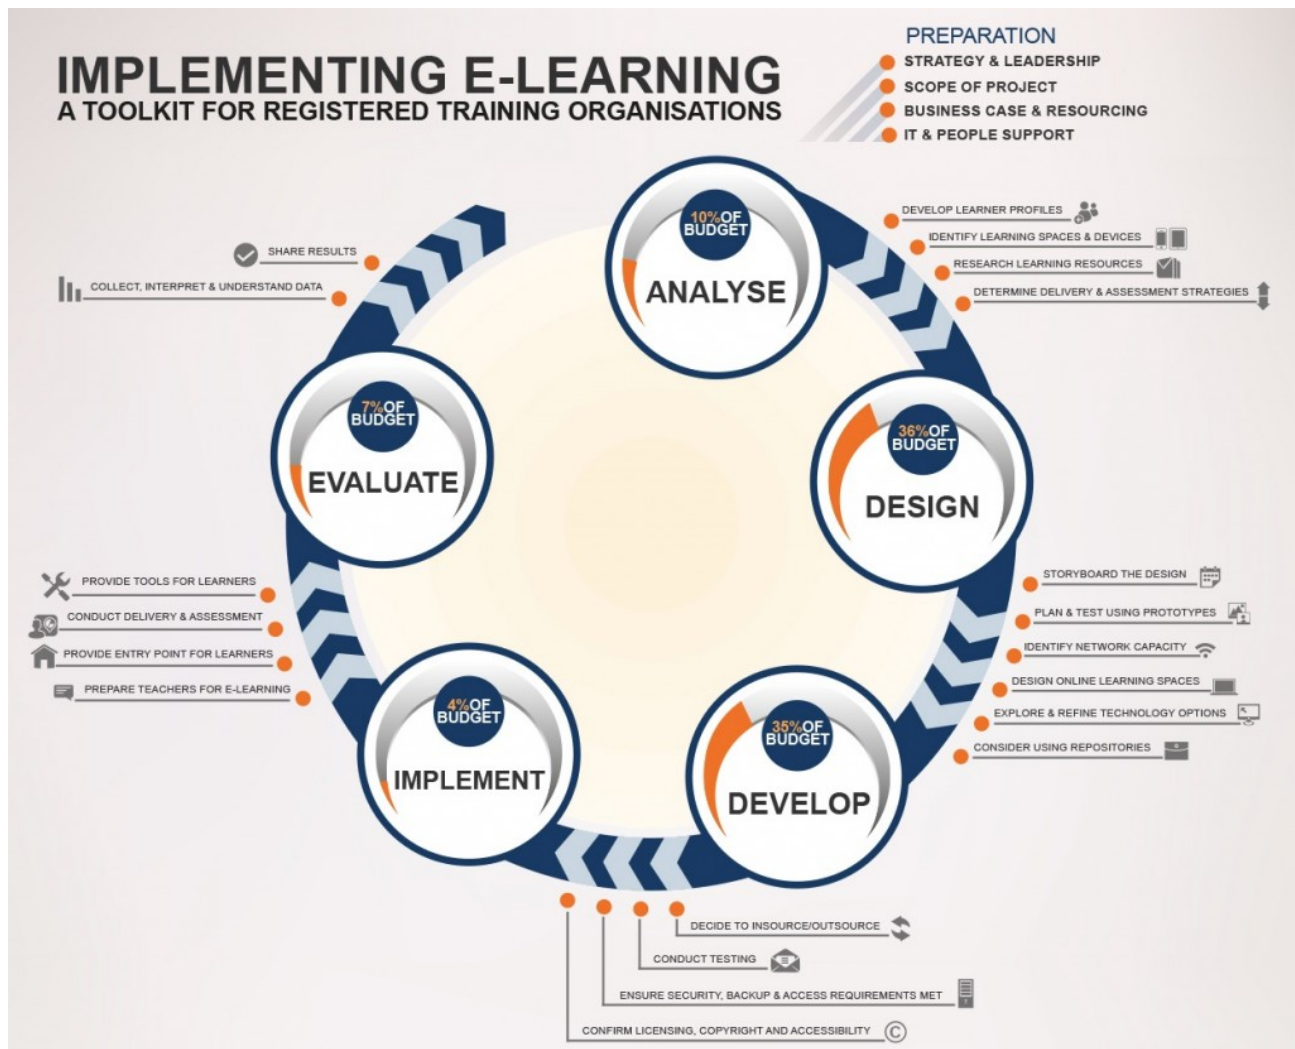 IMPLEMENTING E-LEARNING
A TOOLKIT FOR REGISTERED TRAINING ORGANISATIONS
PREPARATION
STRATEGY & LEADERSHIP
SCOPE OF PROJECT
BUSINESS CASE & RESOURCING
IT & PEOPLE SUPPORT
10% OF
BUDGET
ANALYSE
DEVELOP LEARNER PROFILES
IDENTIFY LEARNING SPACES & DEVICES
RESEARCH LEARNING RESOURCES
DETERMINE DELIVERY & ASSESSMENT STRATEGIES
36% OF
BUDGET
DESIGN
STORYBOARD THE DESIGN
PLAN & TEST USING PROTOTYPES
IDENTIFY NETWORK CAPACITY
DESIGN ONLINE LEARNING SPACES
EXPLORE & REFINE TECHNOLOGY OPTIONS
CONSIDER USING REPOSITORIES
35% OF
BUDGET
DEVELOP
DECIDE TO INSOURCE/OUTSOURCE
CONDUCT TESTING
ENSURE SECURITY, BACKUP & ACCESS REQUIREMENTS MET
CONFIRM LICENSING, COPYRIGHT AND ACCESSIBILITY
©
4% OF
BUDGET
IMPLEMENT
PROVIDE TOOLS FOR LEARNERS
CONDUCT DELIVERY & ASSESSMENT
PROVIDE ENTRY POINT FOR LEARNERS
PREPARE TEACHERS FOR E-LEARNING
7% OF
BUDGET
EVALUATE
SHARE RESULTS
COLLECT, INTERPRET & UNDERSTAND DATA